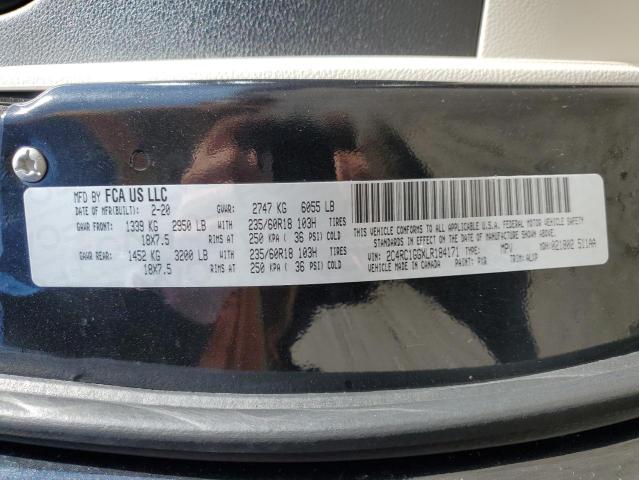 MFD BY FCA US LLC
DATE OF MFR(BUILT): 2-20 GVWR: 2747 KG 6055 LB
GAWR FRONT: 1339 KG 2950 LB WITH 235/60R18 103H TIRES
18X7.5 RIMS AT 250 KPA ( 36 PSI) COLD
GAWR REAR: 1452 KG 3200 LB WITH 235/60R18 103H TIRES
18X7.5 RIMS AT 250 KPA ( 36 PSI) COLD
THIS VEHICLE CONFORMS TO ALL APPLICABLE U.S.A. FEDERAL MOTOR VEHICLE SAFETY
STANDARDS IN EFFECT ON THE DATE OF MANUFACTURE SHOWN ABOVE.
VIN: 2C4RC1GGXLR184171 TYPE: MPV MDH: 021802 511AA
VEHICLE MADE IN CANADA PAINT: PXR TRIM: ALXP